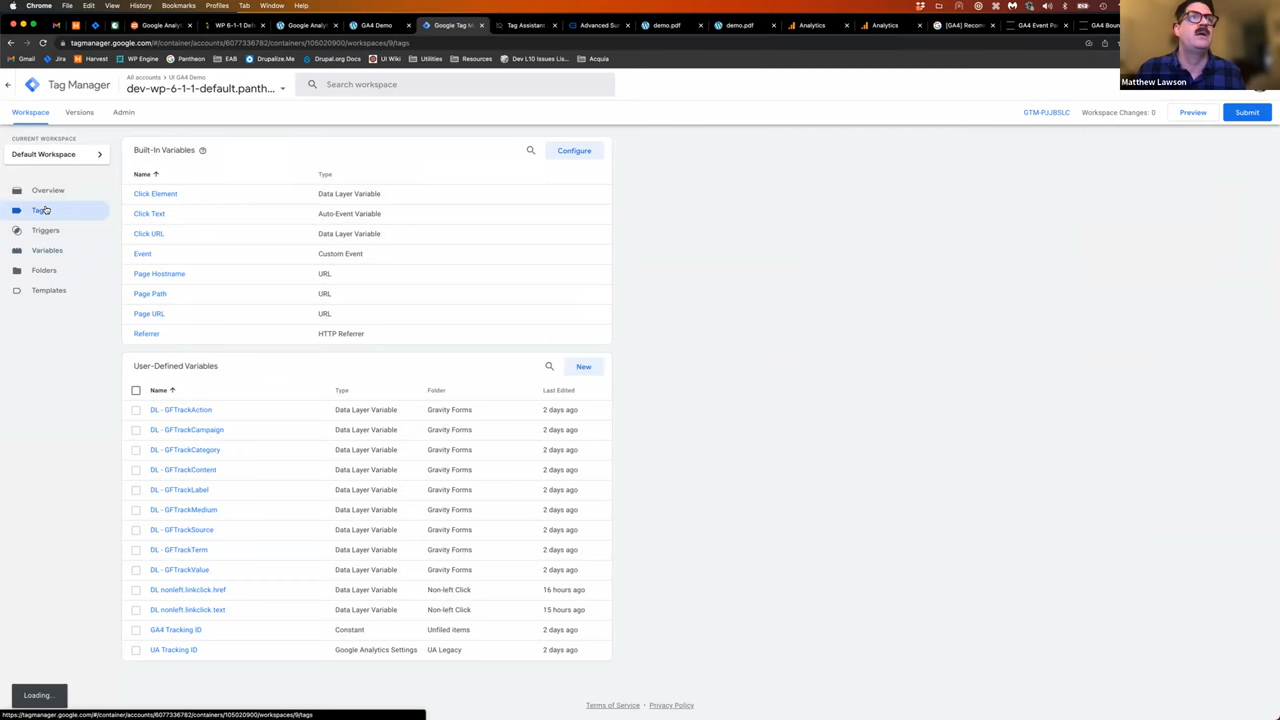 Chrome File Edit View History Bookmarks Profiles Tab Window Help
Google Analy
WP 6-1-1 Def
Google Analy
GA4 Demo
Google Tag M
Tag Assistan
Advanced Su
demo.pdf
demo.pdf
Analytics
Analytics
[GA4] Recom
GA4 Event Pa
GA4 Boun
tagmanager.google.com/#/container/accounts/6077336782/containers/105020900/workspaces/9/tags
Gmail Jira Harvest WP Engine Pantheon EAB Drupalize.Me Drupal.org Docs UI Wiki Utilities Resources Dev L10 Issues Lis... Acquia
Matthew Lawson
Tag Manager
All accounts > UI GA4 Demo
dev-wp-6-1-1-default.panth...
Search workspace
Workspace Versions Admin
GTM-PJJBSLC Workspace Changes: 0 Preview Submit
CURRENT WORKSPACE
Default Workspace
Overview
Tag
Triggers
Variables
Folders
Templates
Built-In Variables
Configure
Name Type
Click Element Data Layer Variable
Click Text Auto-Event Variable
Click URL Data Layer Variable
Event Custom Event
Page Hostname URL
Page Path URL
Page URL URL
Referrer HTTP Referrer
User-Defined Variables
New
Name Type Folder Last Edited
DL - GFTrackAction Data Layer Variable Gravity Forms 2 days ago
DL - GFTrackCampaign Data Layer Variable Gravity Forms 2 days ago
DL - GFTrackCategory Data Layer Variable Gravity Forms 2 days ago
DL - GFTrackContent Data Layer Variable Gravity Forms 2 days ago
DL - GFTrackLabel Data Layer Variable Gravity Forms 2 days ago
DL - GFTrackMedium Data Layer Variable Gravity Forms 2 days ago
DL - GFTrackSource Data Layer Variable Gravity Forms 2 days ago
DL - GFTrackTerm Data Layer Variable Gravity Forms 2 days ago
DL - GFTrackValue Data Layer Variable Gravity Forms 2 days ago
DL nonleft.linkclick.href Data Layer Variable Non-left Click 16 hours ago
DL nonleft.linkclick.text Data Layer Variable Non-left Click 15 hours ago
GA4 Tracking ID Constant Unfiled items 2 days ago
UA Tracking ID Google Analytics Settings UA Legacy 2 days ago
Loading...
Terms of Service Privacy Policy
https://tagmanager.google.com/#/container/accounts/6077336782/containers/105020900/workspaces/9/tags